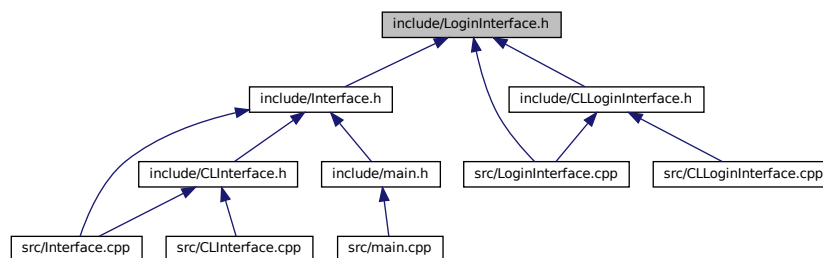 include/LoginInterface.h
include/Interface.h
include/CLLoginInterface.h
include/CLInterface.h
include/main.h
src/LoginInterface.cpp
src/CLLoginInterface.cpp
src/Interface.cpp
src/CLInterface.cpp
src/main.cpp